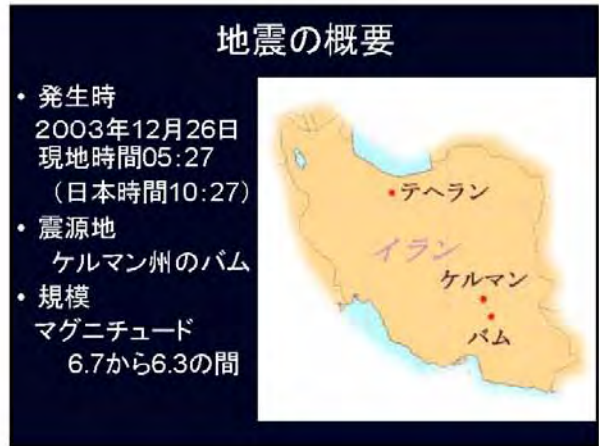 地震の概要
• 発生時
2003年12月26日
現地時間05:27
（日本時間10:27）
• 震源地
ケルマン州のバム
• 規模
マグニチュード
6.7から6.3の間
テヘラン
イラン
ケルマン
バム